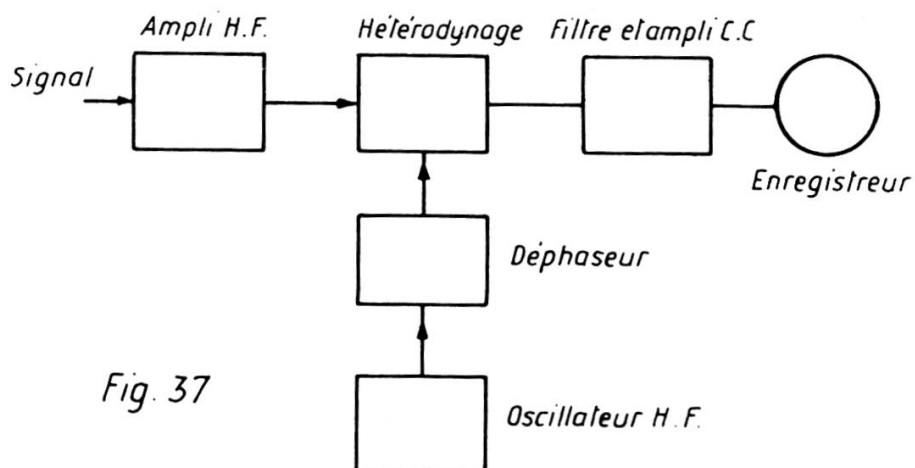 Ampli H.F.
Hétérodynage
Filtre et ampli C.C
Signal
Enregistreur
Déphaseur
Fig. 37
Oscillateur H.F.